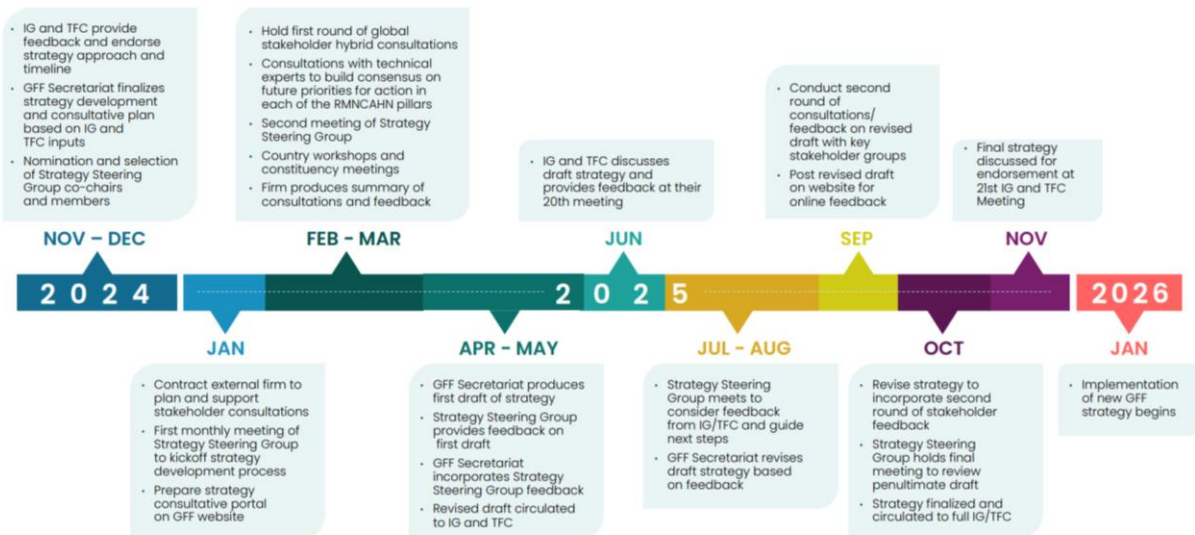 • IG and TFC provide
feedback and endorse
strategy approach and
timeline
• GFF Secretariat finalizes
strategy development
and consultative plan
based on IG and
TFC inputs
• Nomination and selection
of Strategy Steering
Group co-chairs
and members
• Hold first round of global
stakeholder hybrid consultations
• Consultations with technical
experts to build consensus on
future priorities for action in
each of the RMNCAHN pillars
• Second meeting of Strategy
Steering Group
• Country workshops and
constituency meetings
• Firm produces summary of
consultations and feedback
• IG and TFC discusses
draft strategy and
provides feedback at their
20th meeting
• Conduct second
round of
consultations/
feedback on revised
draft with key
stakeholder groups
• Post revised draft
on website for
online feedback
• Final strategy
discussed for
endorsement at
21st IG and TFC
Meeting
NOV – DEC
FEB - MAR
JUN
SEP
NOV
2024
2025
2026
JAN
APR - MAY
JUL - AUG
OCT
JAN
• Contract external firm to
plan and support
stakeholder consultations
• First monthly meeting of
Strategy Steering Group
to kickoff strategy
development process
• Prepare strategy
consultative portal
on GFF website
• GFF Secretariat produces
first draft of strategy
• Strategy Steering Group
provides feedback on
first draft
• GFF Secretariat
incorporates Strategy
Steering Group feedback
• Revised draft circulated
to IG and TFC
• Strategy Steering
Group meets to
consider feedback
from IG/TFC and guide
next steps
• GFF Secretariat revises
draft strategy based
on feedback
• Revise strategy to
incorporate second
round of stakeholder
feedback
• Strategy Steering
Group holds final
meeting to review
penultimate draft
• Strategy finalized and
circulated to full IG/TFC
• Implementation
of new GFF
strategy begins